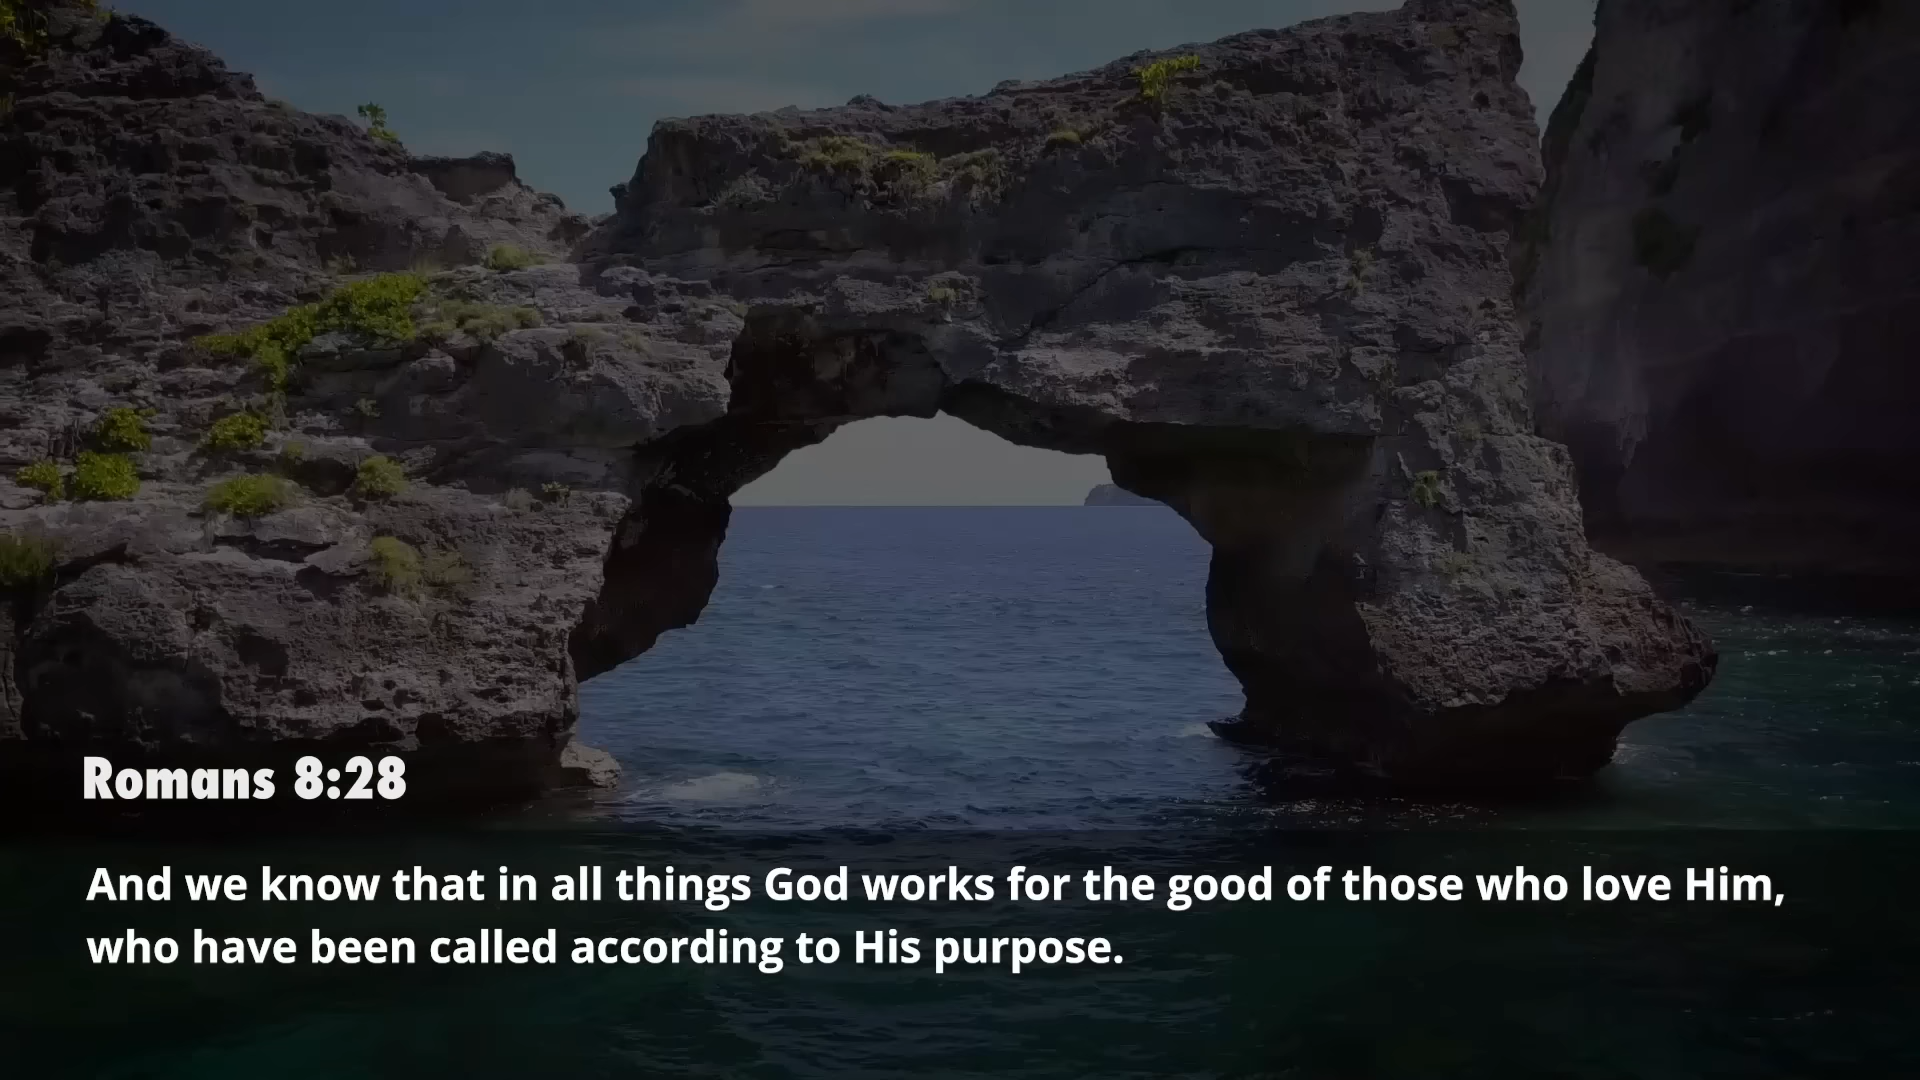 Romans 8:28
And we know that in all things God works for the good of those who love Him,
who have been called according to His purpose.